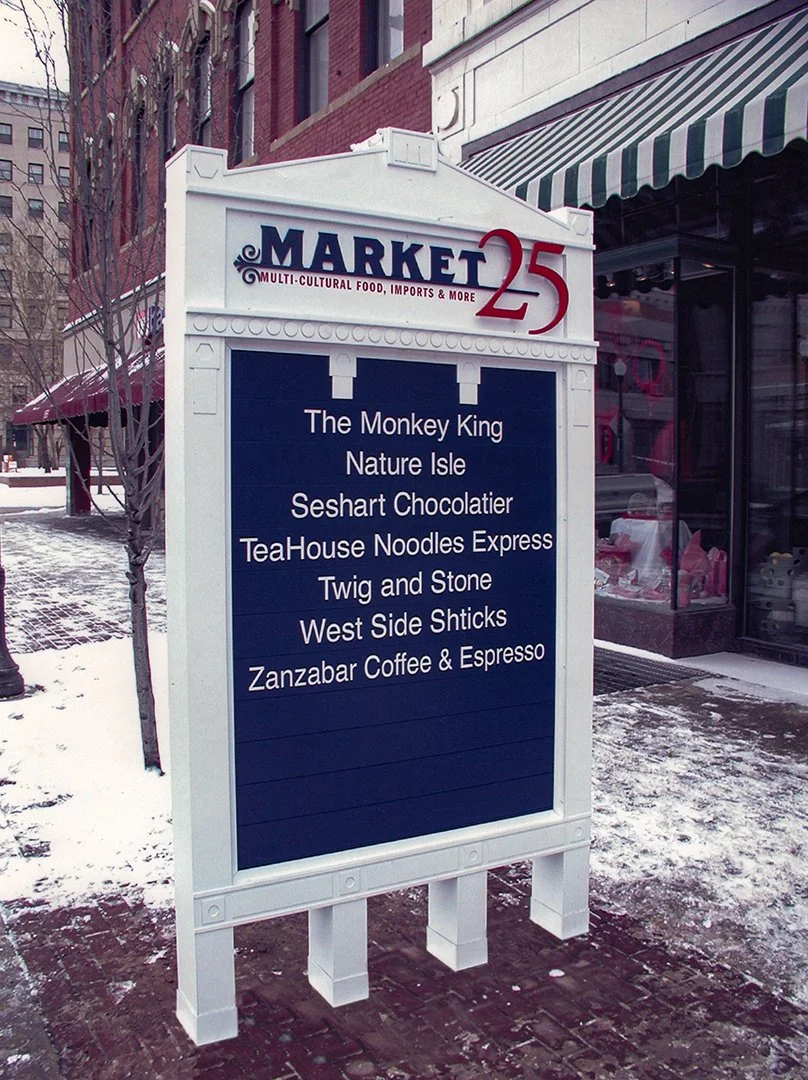 MARKET 25
MULTI-CULTURAL FOOD, IMPORTS & MORE
The Monkey King
Nature Isle
Seshart Chocolatier
TeaHouse Noodles Express
Twig and Stone
West Side Shticks
Zanzabar Coffee & Espresso